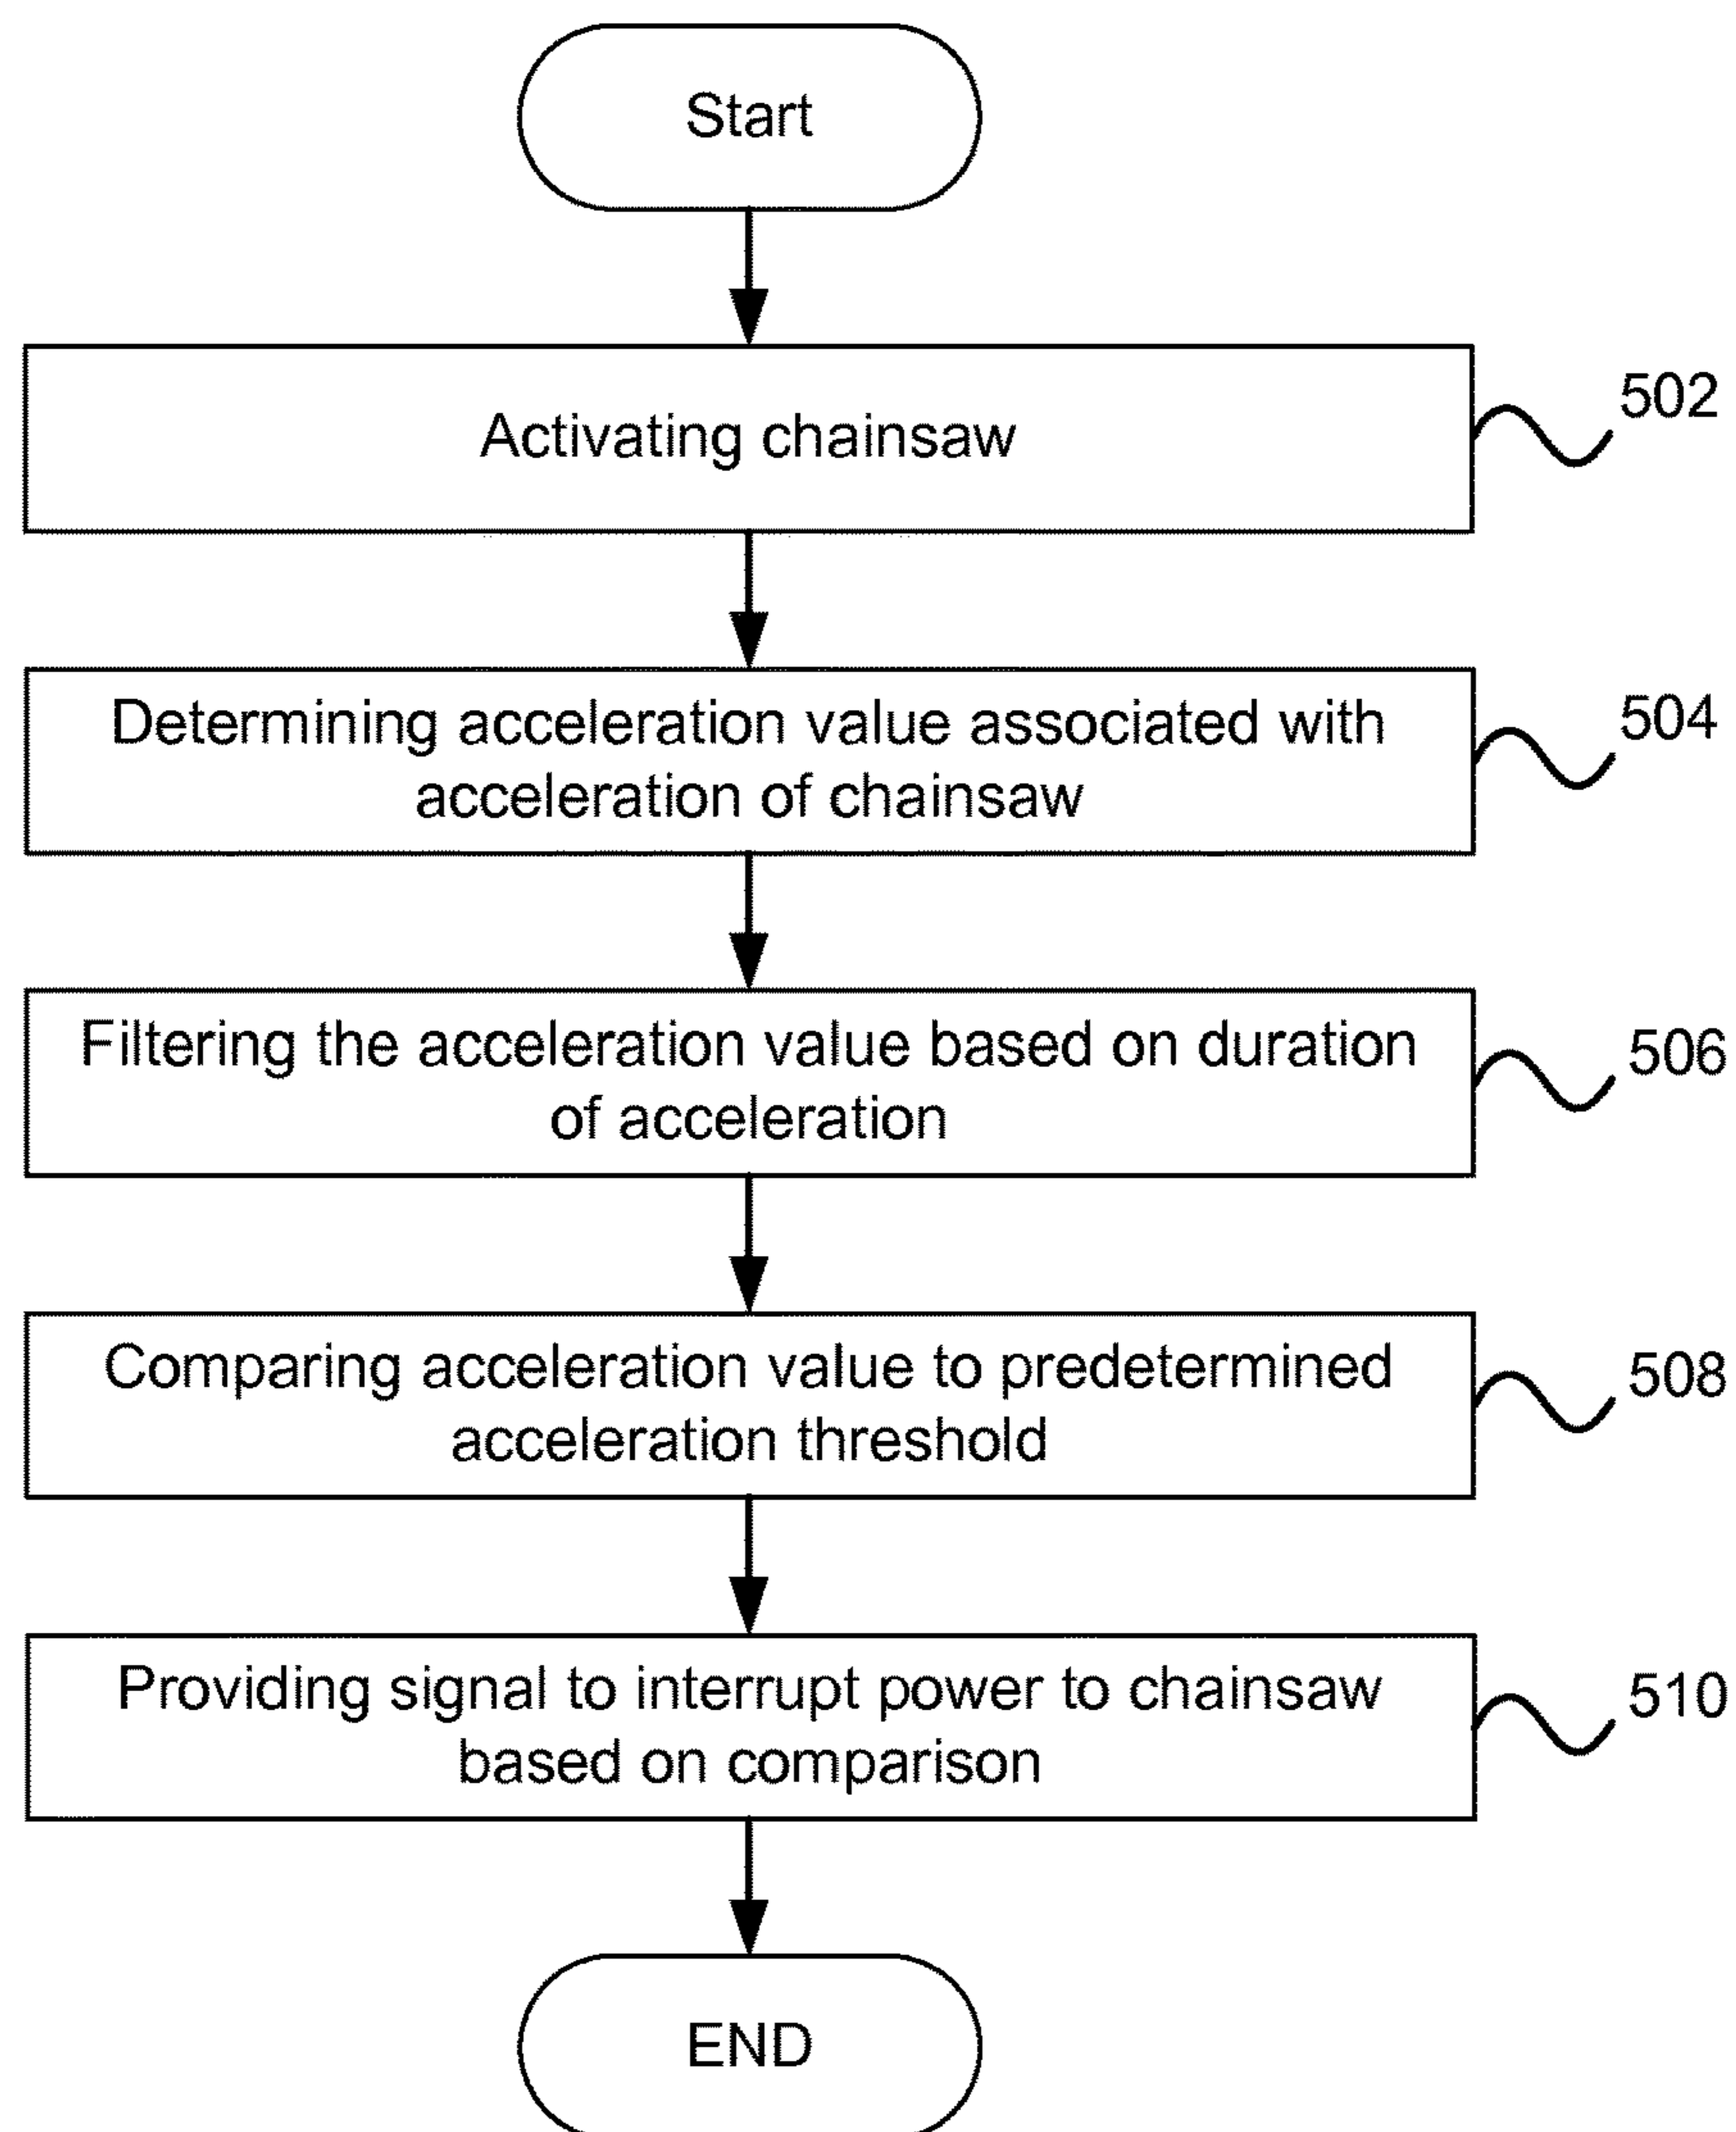 Start
Activating chainsaw
502
Determining acceleration value associated with
acceleration of chainsaw
504
Filtering the acceleration value based on duration
of acceleration
506
Comparing acceleration value to predetermined
acceleration threshold
508
Providing signal to interrupt power to chainsaw
based on comparison
510
END